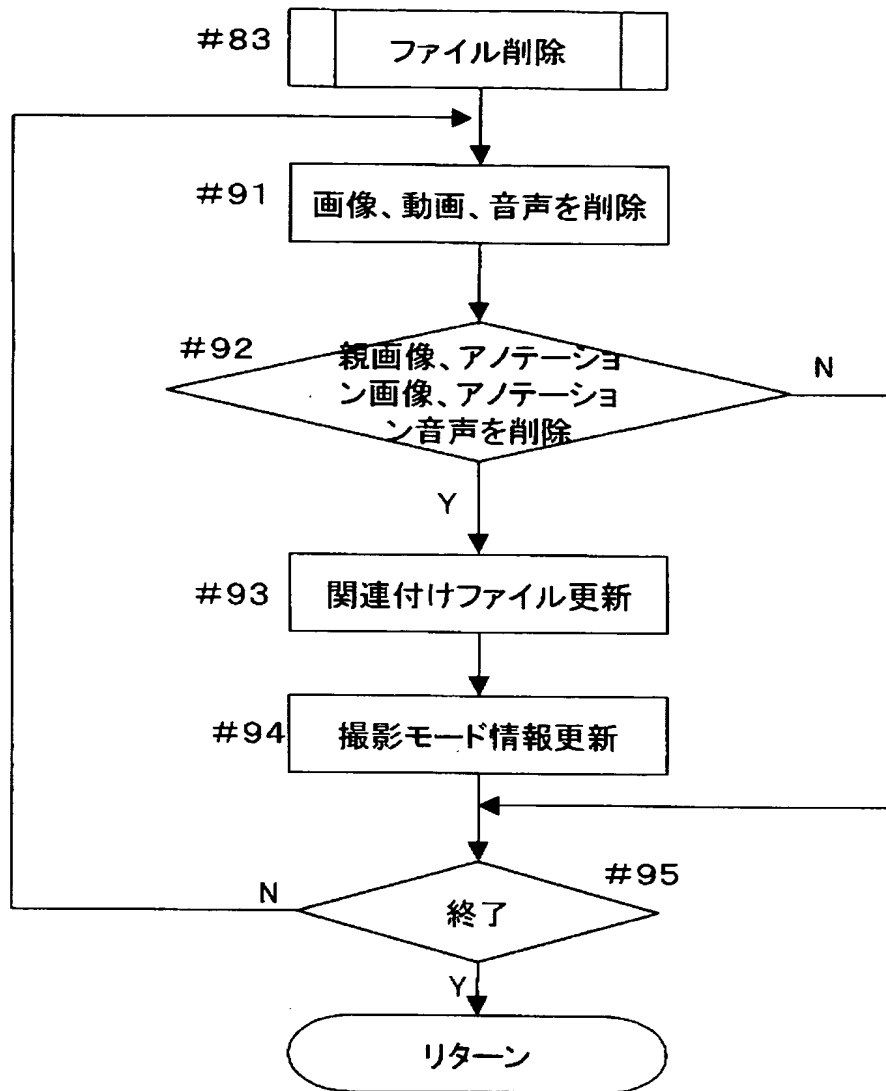 #83
ファイル削除
#91
画像、動画、音声を削除
#92
親画像、アノテーショ
ン画像、アノテーショ
ン音声を削除
N
Y
#93
関連付けファイル更新
#94
撮影モード情報更新
#95
N
終了
Y
リターン